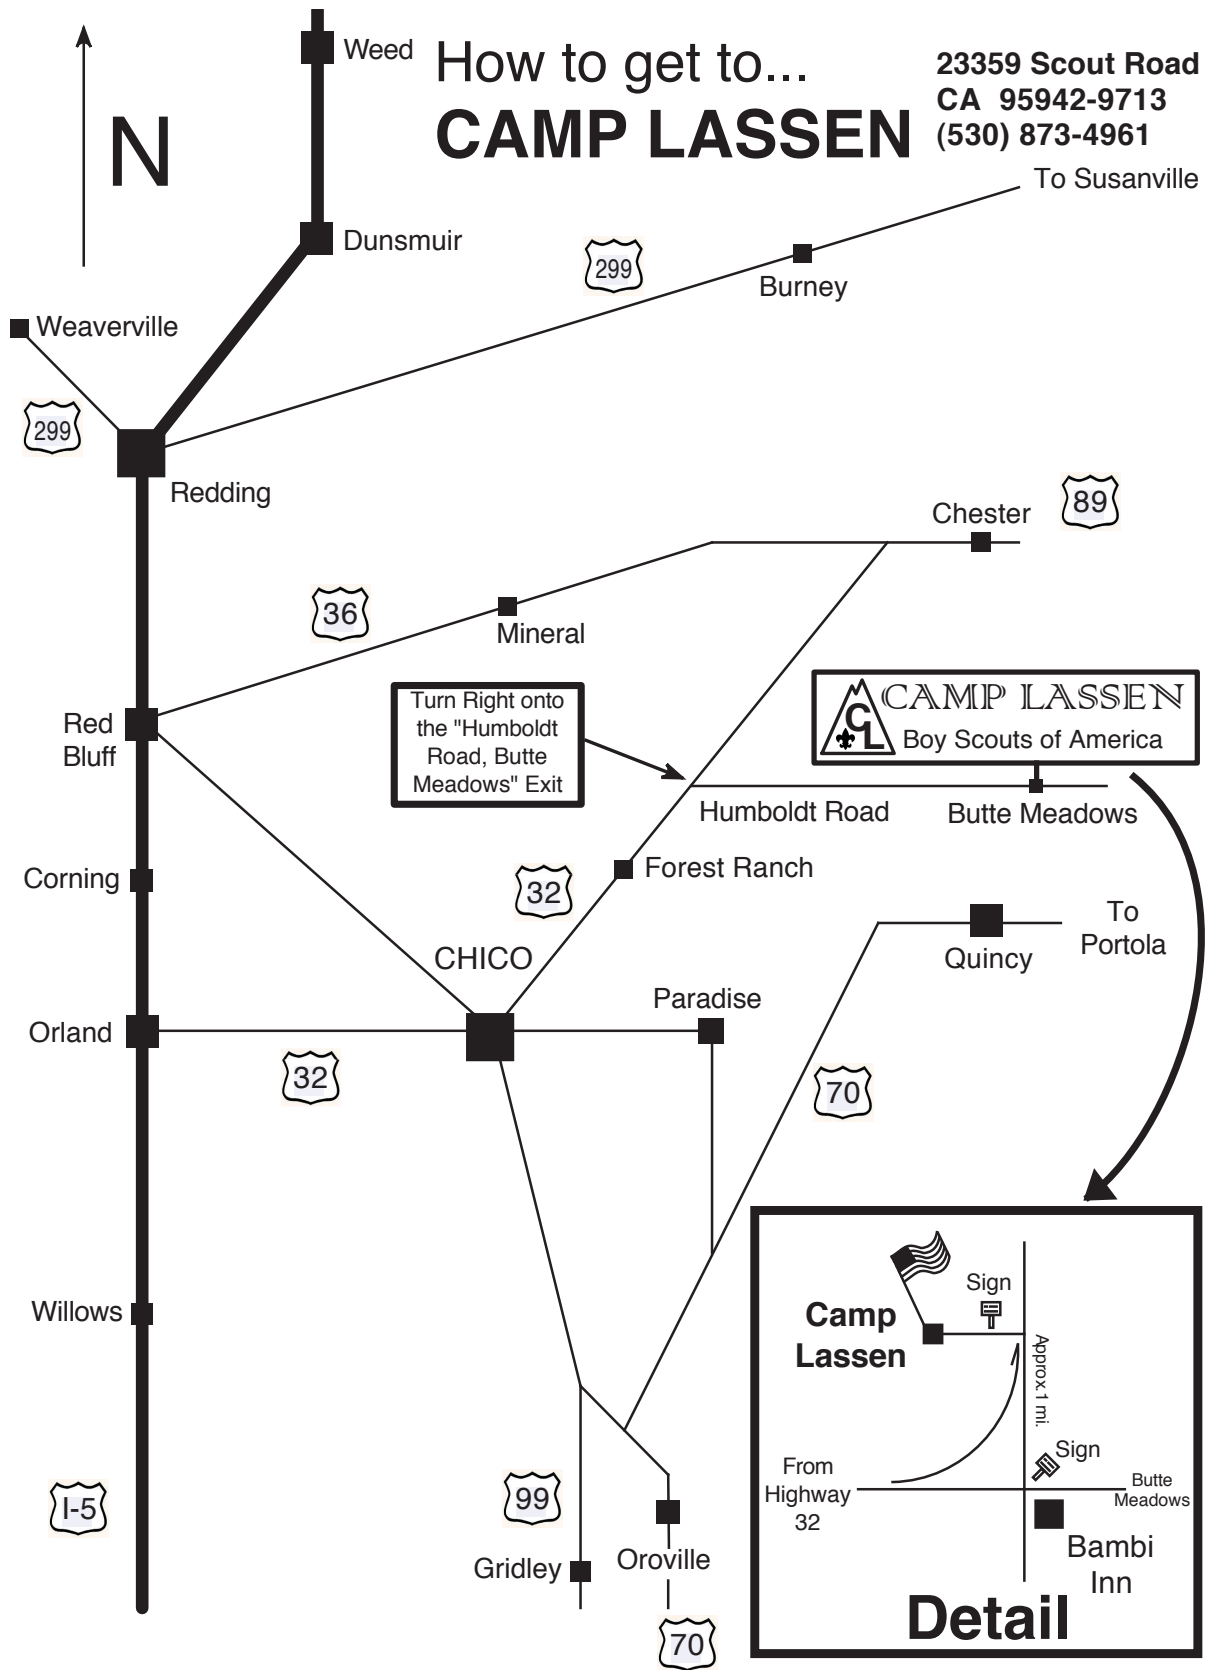 N
Weed
How to get to...
CAMP LASSEN
23359 Scout Road
CA 95942-9713
(530) 873-4961
To Susanville
Dunsmuir
299
Burney
Weaverville
299
Redding
89
Chester
36
Mineral
Turn Right onto
the "Humboldt
Road, Butte
Meadows" Exit
CL
CAMP LASSEN
Boy Scouts of America
Red
Bluff
Humboldt Road
Butte Meadows
Corning
32
Forest Ranch
To
Portola
Quincy
CHICO
Paradise
Orland
32
70
Willows
Sign
Camp
Lassen
Approx.1 mi.
Sign
From
Highway
32
Butte
Meadows
Bambi
Inn
Detail
I-5
99
Gridley
Oroville
70